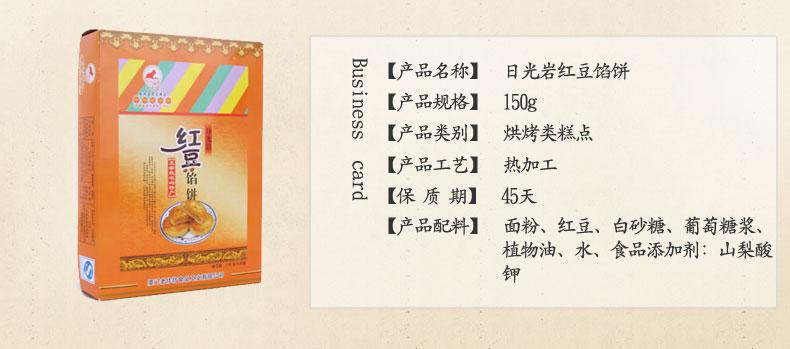 Business card
【产品名称】 日光岩红豆馅饼
【产品规格】 150g
【产品类别】 烘烤类糕点
【产品工艺】 热加工
【保 质 期】 45天
【产品配料】 面粉、红豆、白砂糖、葡萄糖浆、
植物油、水、食品添加剂：山梨酸
钾
红豆馅饼